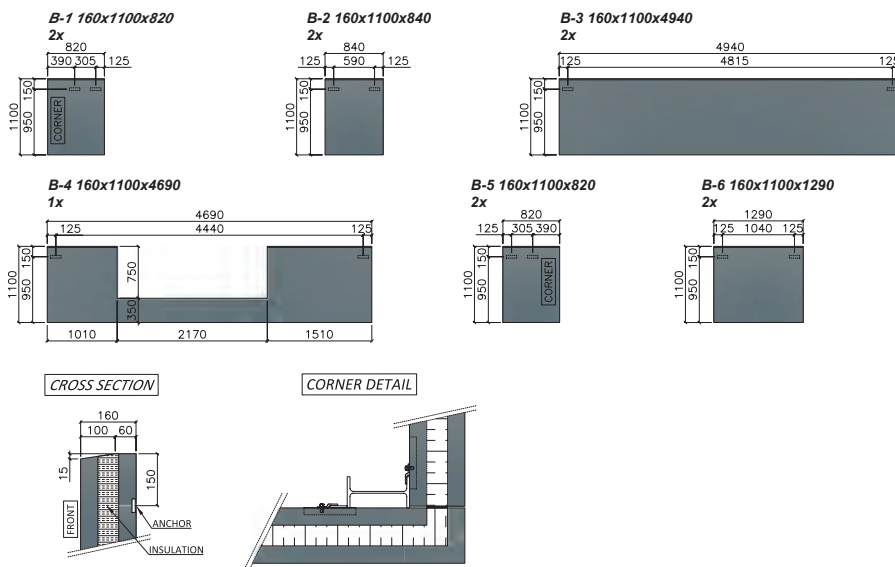 B-1 160x1100x820
2x
820
390 305 125
1100
950
150
CORNER
B-2 160x1100x840
2x
840
125 590 125
1100
950
150
B-3 160x1100x4940
2x
4940
125 4815 125
1100
950
150
B-4 160x1100x4690
1x
4690
125 4440 125
1100
950
150
750
350
1010 2170 1510
B-5 160x1100x820
2x
820
125 305 390
1100
950
150
CORNER
B-6 160x1100x1290
2x
1290
125 1040 125
1100
950
150
CROSS SECTION
160
100 60
15
150
FRONT
ANCHOR
INSULATION
CORNER DETAIL